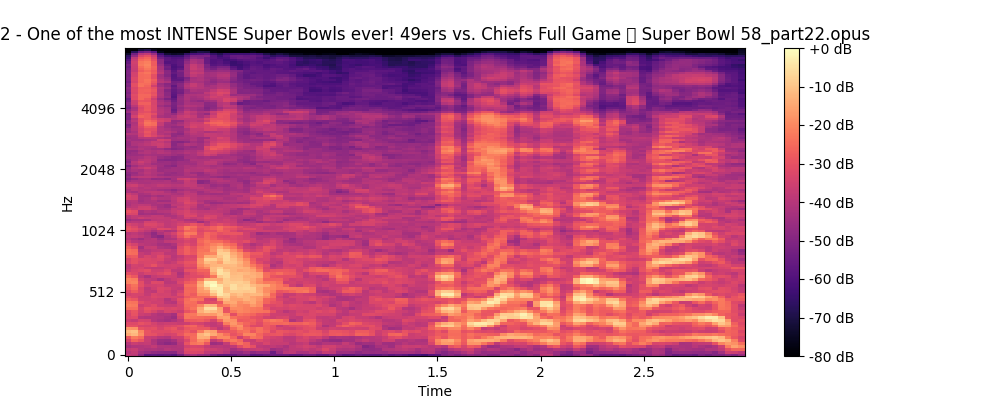 2 - One of the most INTENSE Super Bowls ever! 49ers vs. Chiefs Full Game Super Bowl 58_part22.opus
+0 dB
-10 dB
-20 dB
-30 dB
-40 dB
-50 dB
-60 dB
-70 dB
-80 dB
Hz
4096
2048
1024
512
0
0
0.5
1
1.5
2
2.5
Time